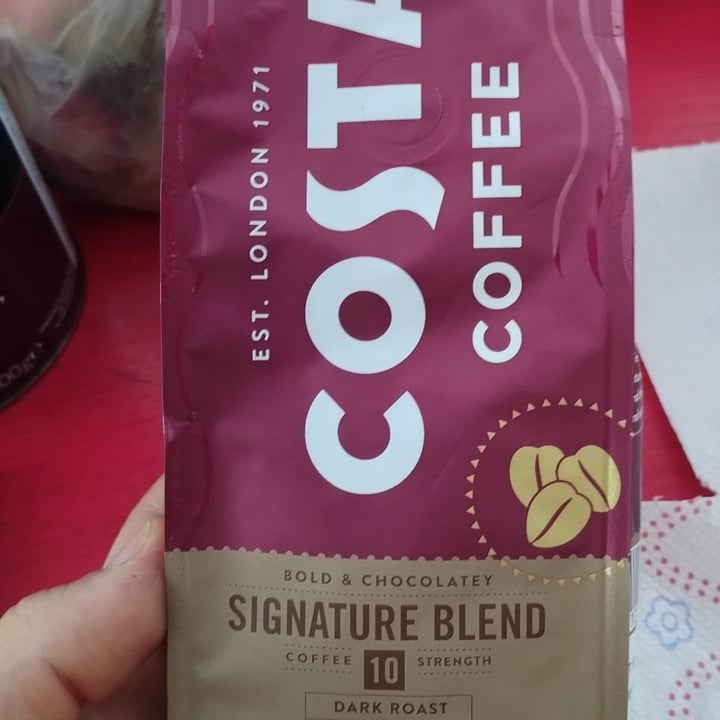 EST. LONDON 1971
COSTA
COFFEE
BOLD & CHOCOLATEY
SIGNATURE BLEND
COFFEE 10 STRENGTH
DARK ROAST